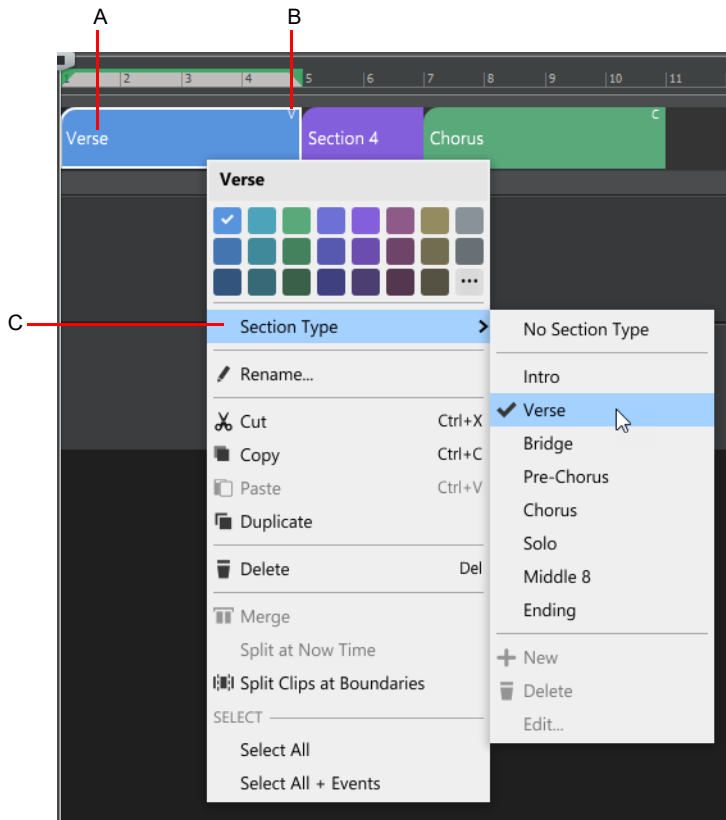 A B
1 2 3 4 5 6 7 8 9 10 11
V C
Verse Section 4 Chorus
Verse
...
C
Section Type
Rename...
Cut Ctrl+X
Copy Ctrl+C
Paste Ctrl+V
Duplicate
Delete Del
Merge
Split at Now Time
Split Clips at Boundaries
SELECT
Select All
Select All + Events
No Section Type
Intro
Verse
Bridge
Pre-Chorus
Chorus
Solo
Middle 8
Ending
New
Delete
Edit...